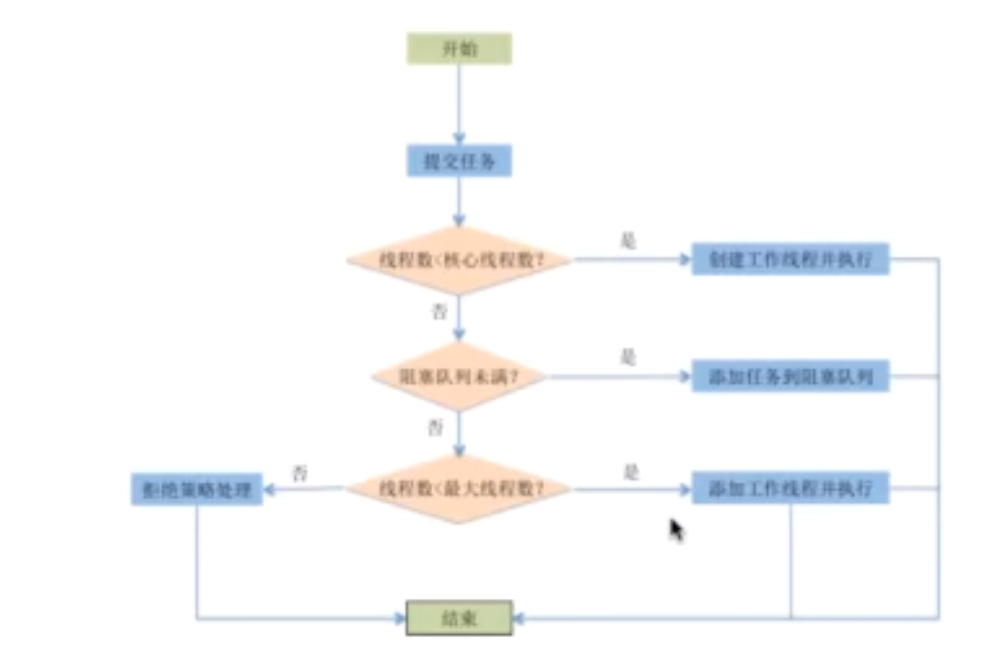 开始
提交任务
线程数<核心线程数?
是
创建工作线程并执行
否
阻塞队列未满?
是
添加任务到阻塞队列
否
线程数<最大线程数?
是
添加工作线程并执行
否
拒绝策略处理
结束